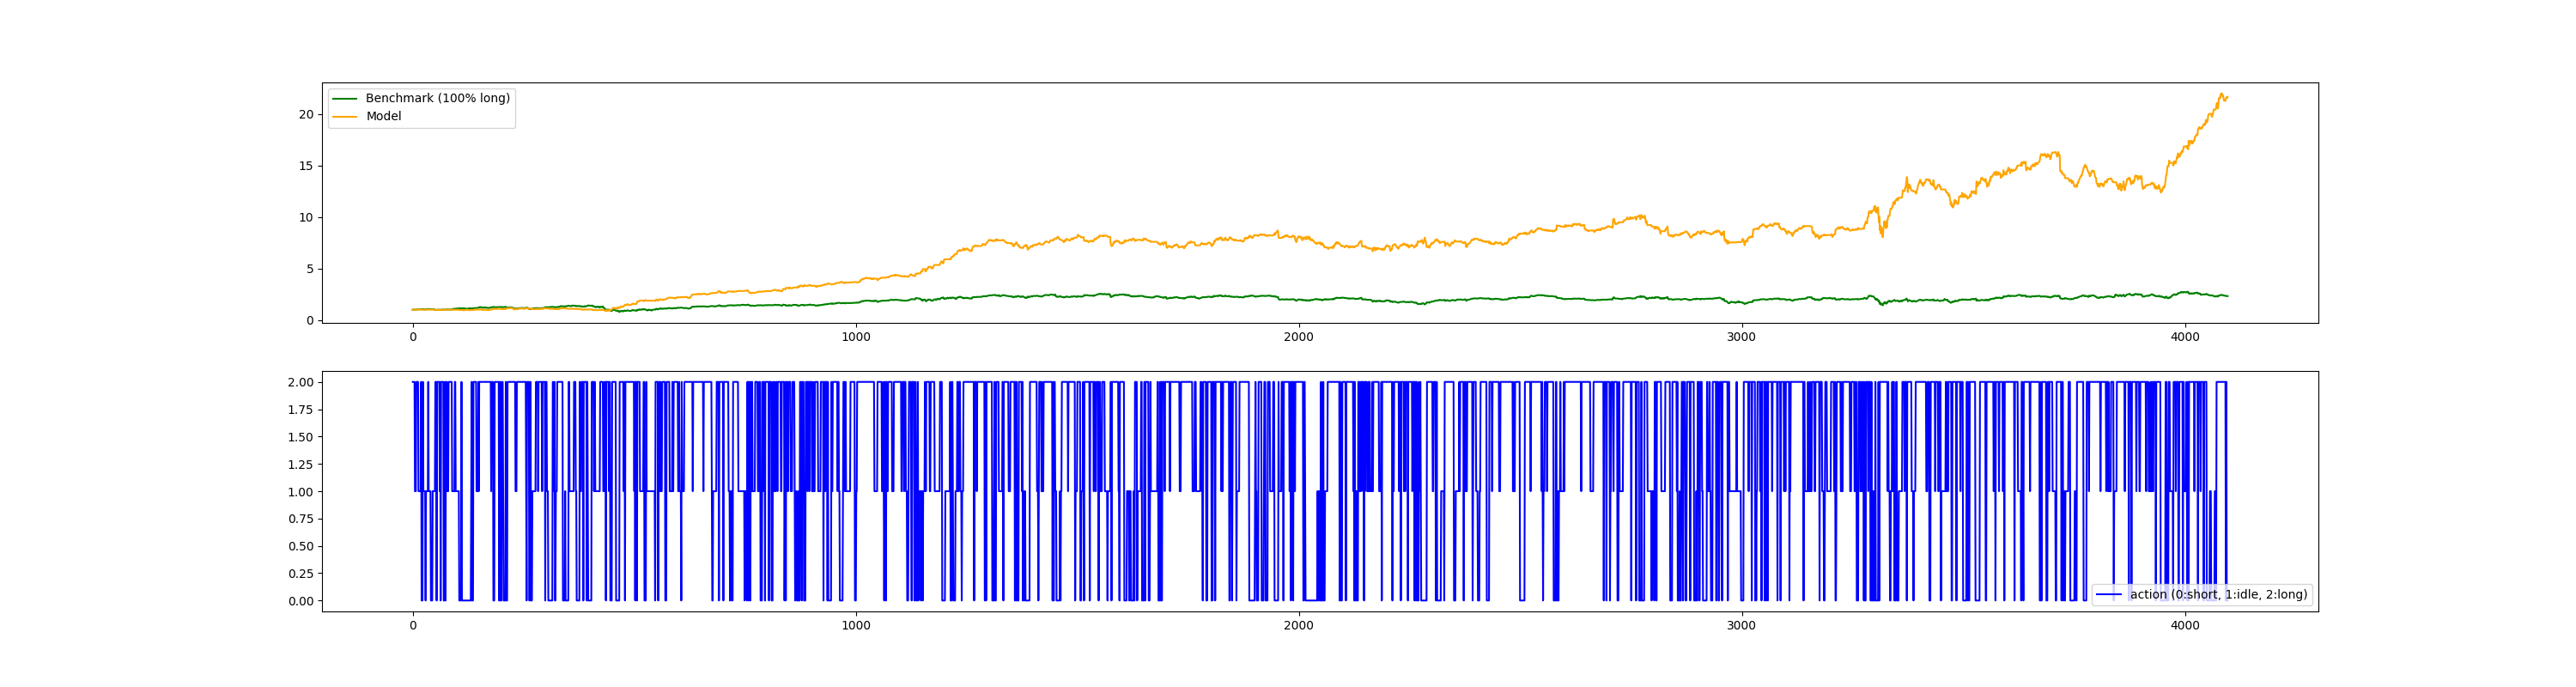 Benchmark (100% long)
Model
20
15
10
5
0
0 1000 2000 3000 4000
2.00
1.75
1.50
1.25
1.00
0.75
0.50
0.25
0.00
action (0:short, 1:idle, 2:long)
0 1000 2000 3000 4000